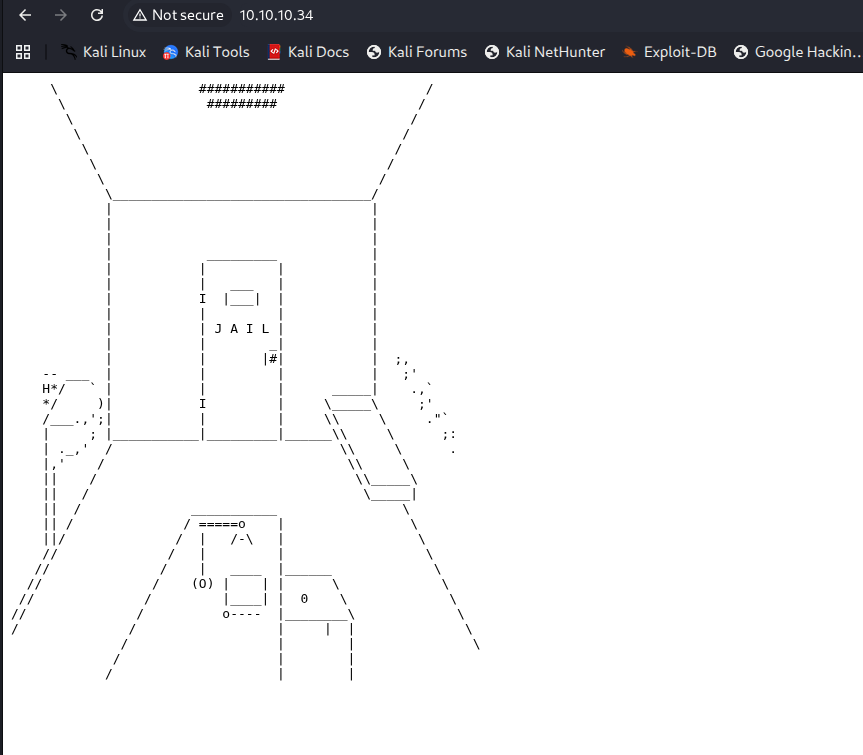 Not secure 10.10.10.34
Kali Linux Kali Tools Kali Docs Kali Forums Kali NetHunter Exploit-DB Google Hackin...
J A I L